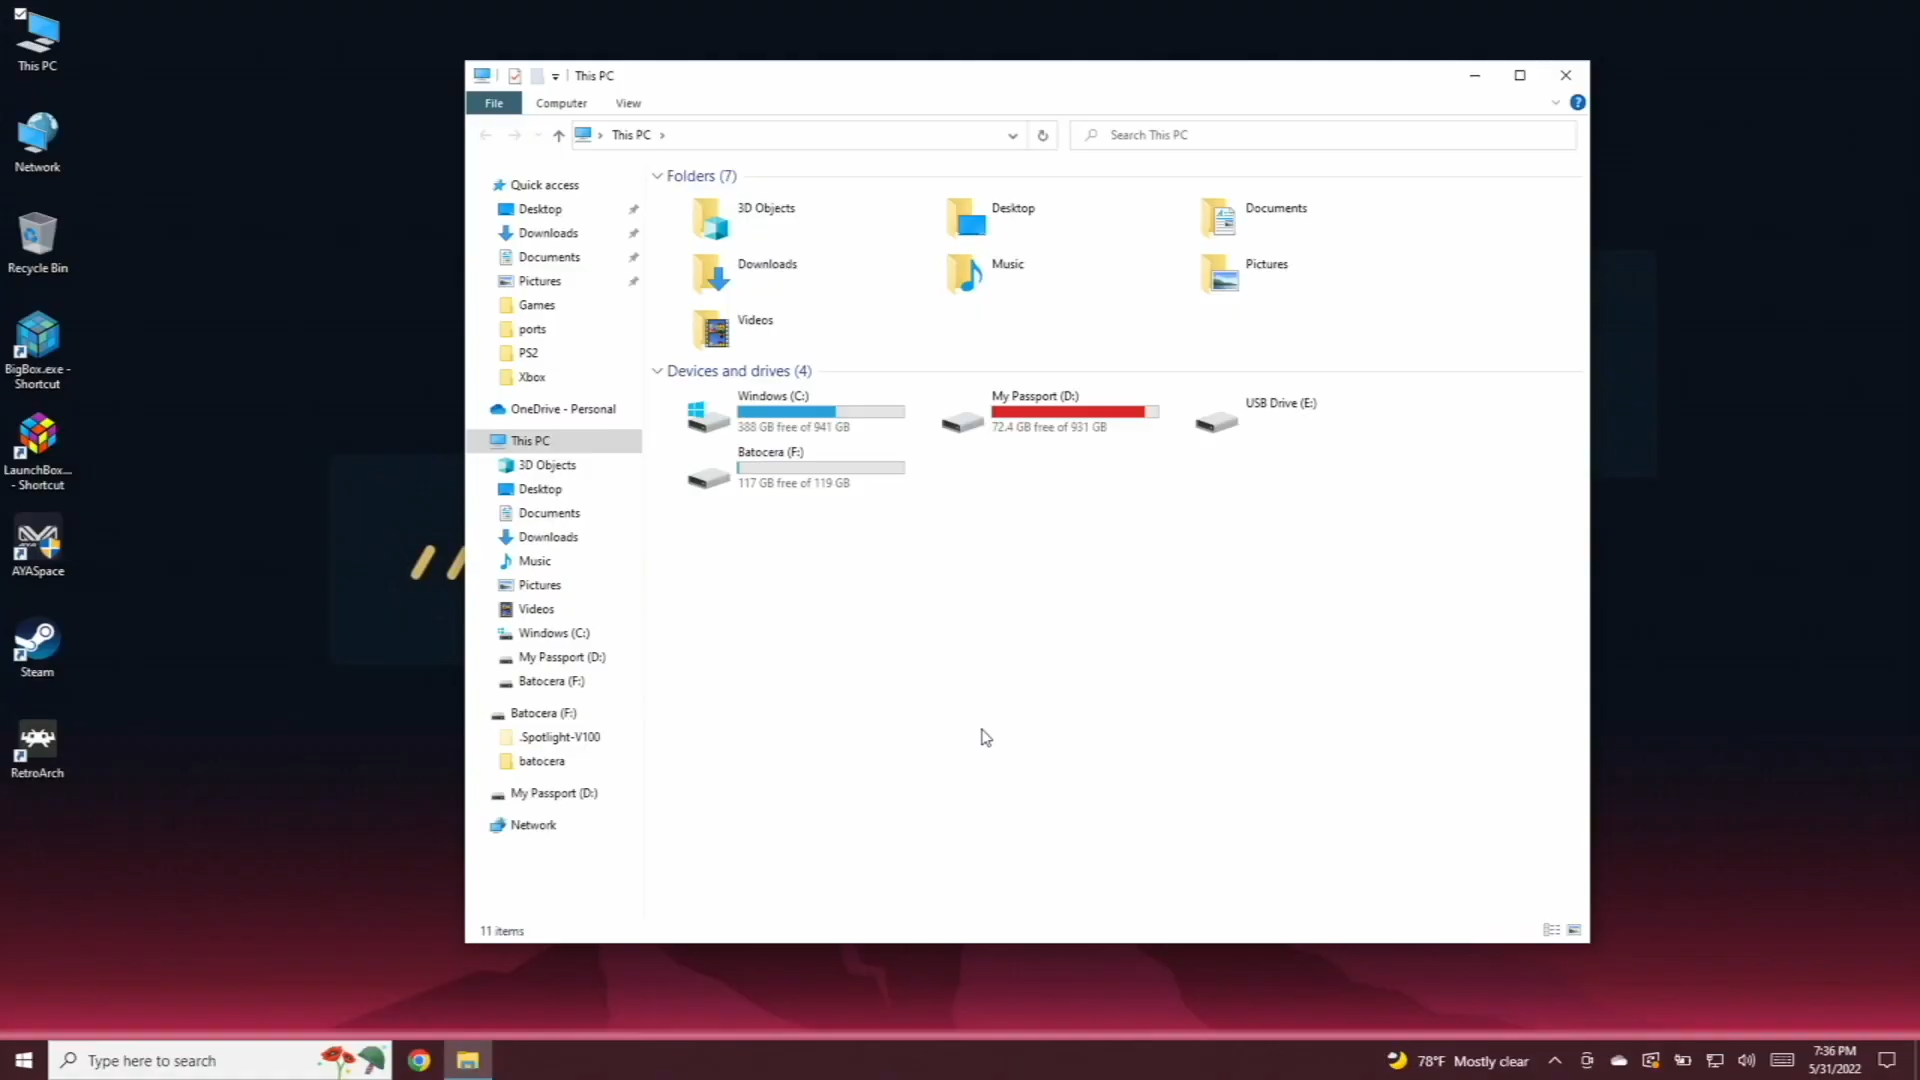 This PC
Network
Recycle Bin
BigBox.exe -
Shortcut
LaunchBox...
- Shortcut
AYASpace
Steam
RetroArch
This PC
File
Computer
View
This PC
Search This PC
Quick access
Desktop
Downloads
Documents
Pictures
Games
ports
PS2
Xbox
OneDrive - Personal
This PC
3D Objects
Desktop
Documents
Downloads
Music
Pictures
Videos
Windows (C:)
My Passport (D:)
Batocera (F:)
Batocera (F:)
.Spotlight-V100
batocera
My Passport (D:)
Network
Folders (7)
3D Objects
Desktop
Documents
Downloads
Music
Pictures
Videos
Devices and drives (4)
Windows (C:)
388 GB free of 941 GB
My Passport (D:)
72.4 GB free of 931 GB
USB Drive (E:)
Batocera (F:)
117 GB free of 119 GB
11 items
Type here to search
78°F Mostly clear
7:36 PM
5/31/2022